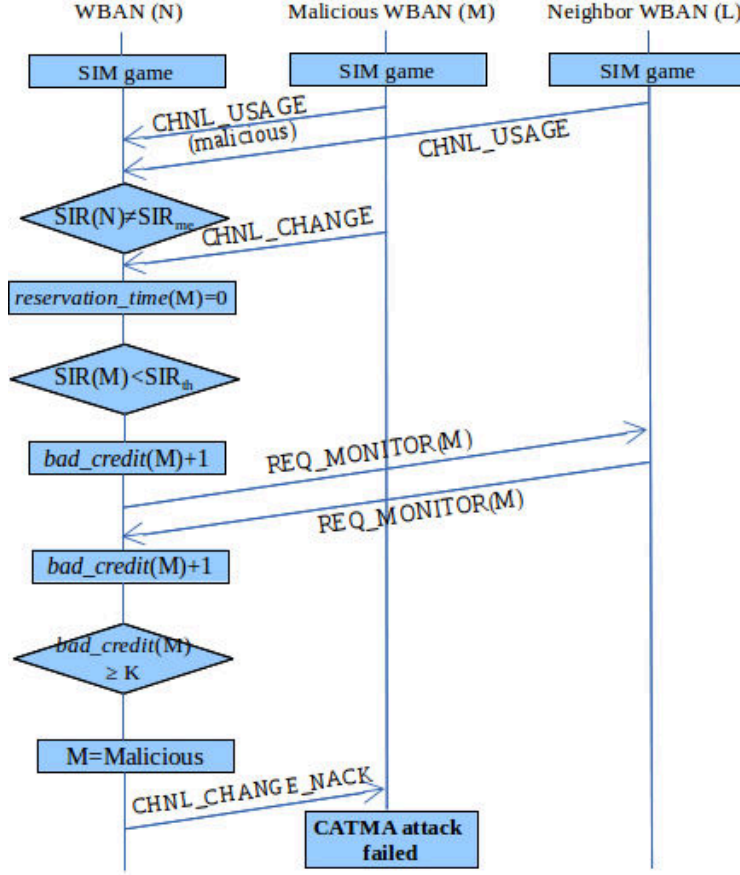 WBAN (N) Malicious WBAN (M) Neighbor WBAN (L)
SIM game SIM game SIM game
CHNL_USAGE
(malicious)
CHNL_USAGE
SIR(N)≠SIRme
CHNL_CHANGE
reservation_time(M)=0
SIR(M)<SIRth
bad_credit(M)+1
REQ_MONITOR(M)
REQ_MONITOR(M)
bad_credit(M)+1
bad_credit(M)
≥ K
M=Malicious
CHNL_CHANGE_NACK
CATMA attack
failed